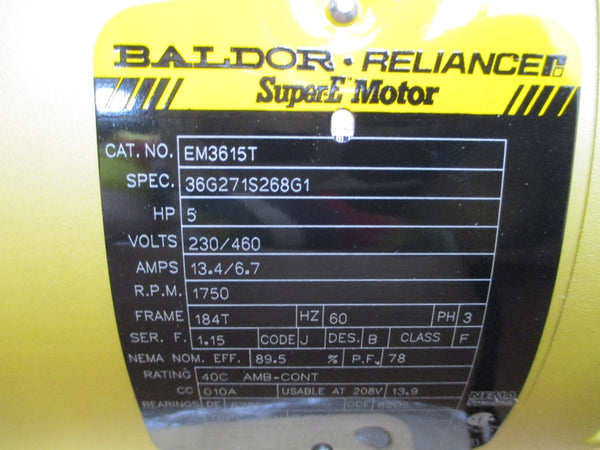 BALDOR • RELIANCE
Super-E Motor
CAT. NO. EM3615T
SPEC. 36G271S268G1
HP 5
VOLTS 230/460
AMPS 13.4/6.7
R.P.M. 1750
FRAME 184T HZ 60 PH 3
SER. F. 1.15 CODE J DES. B CLASS F
NEMA NOM. EFF. 89.5 % P.F. 78
RATING 40C AMB-CONT
CC 010A USABLE AT 208V 13.9
BEARINGS DE ODE